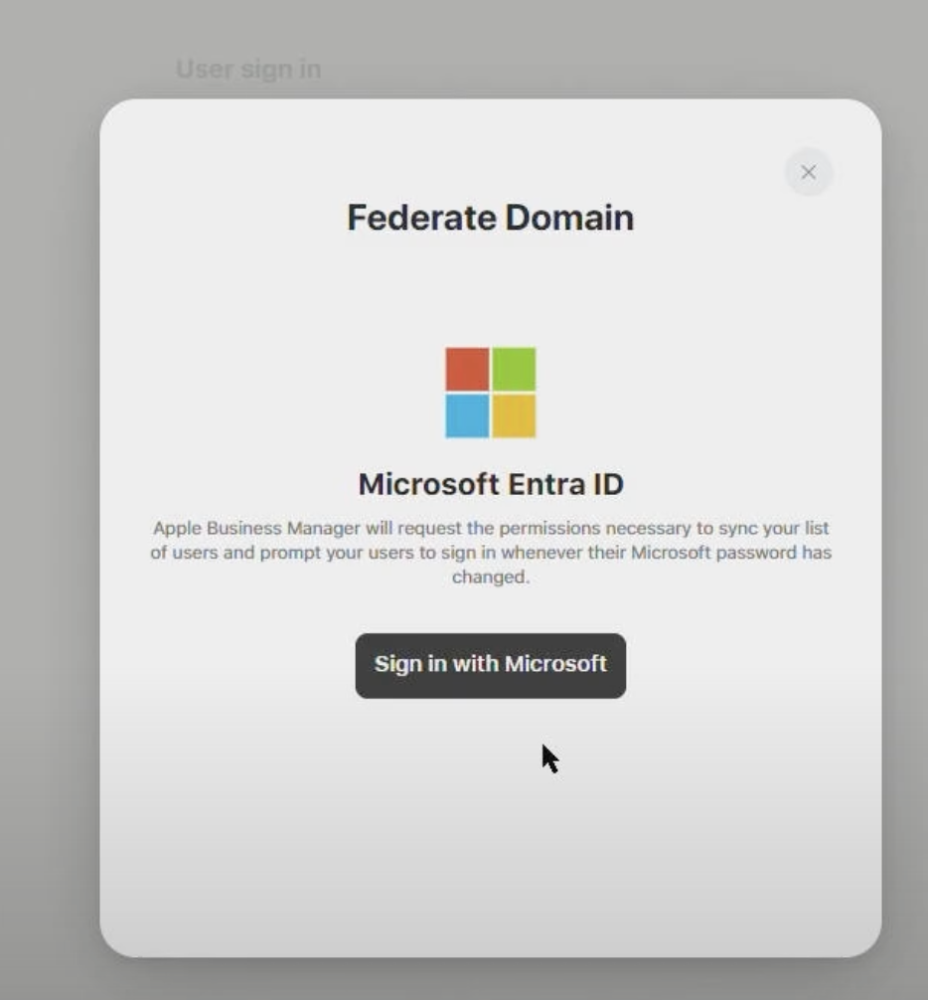 User sign in
Federate Domain
Microsoft Entra ID
Apple Business Manager will request the permissions necessary to sync your list
of users and prompt your users to sign in whenever their Microsoft password has
changed.
Sign in with Microsoft